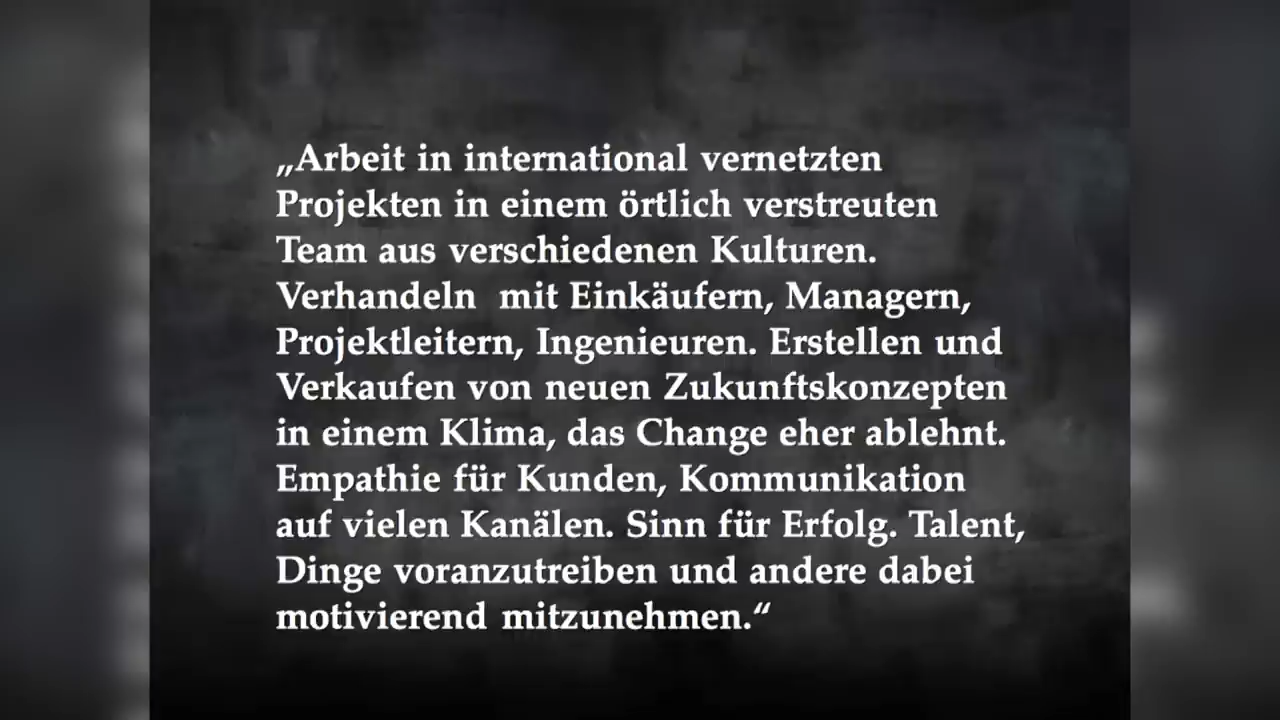 „Arbeit in international vernetzten
Projekten in einem örtlich verstreuten
Team aus verschiedenen Kulturen.
Verhandeln  mit Einkäufern, Managern,
Projektleitern, Ingenieuren. Erstellen und
Verkaufen von neuen Zukunftskonzepten
in einem Klima, das Change eher ablehnt.
Empathie für Kunden, Kommunikation
auf vielen Kanälen. Sinn für Erfolg. Talent,
Dinge voranzutreiben und andere dabei
motivierend mitzunehmen.“